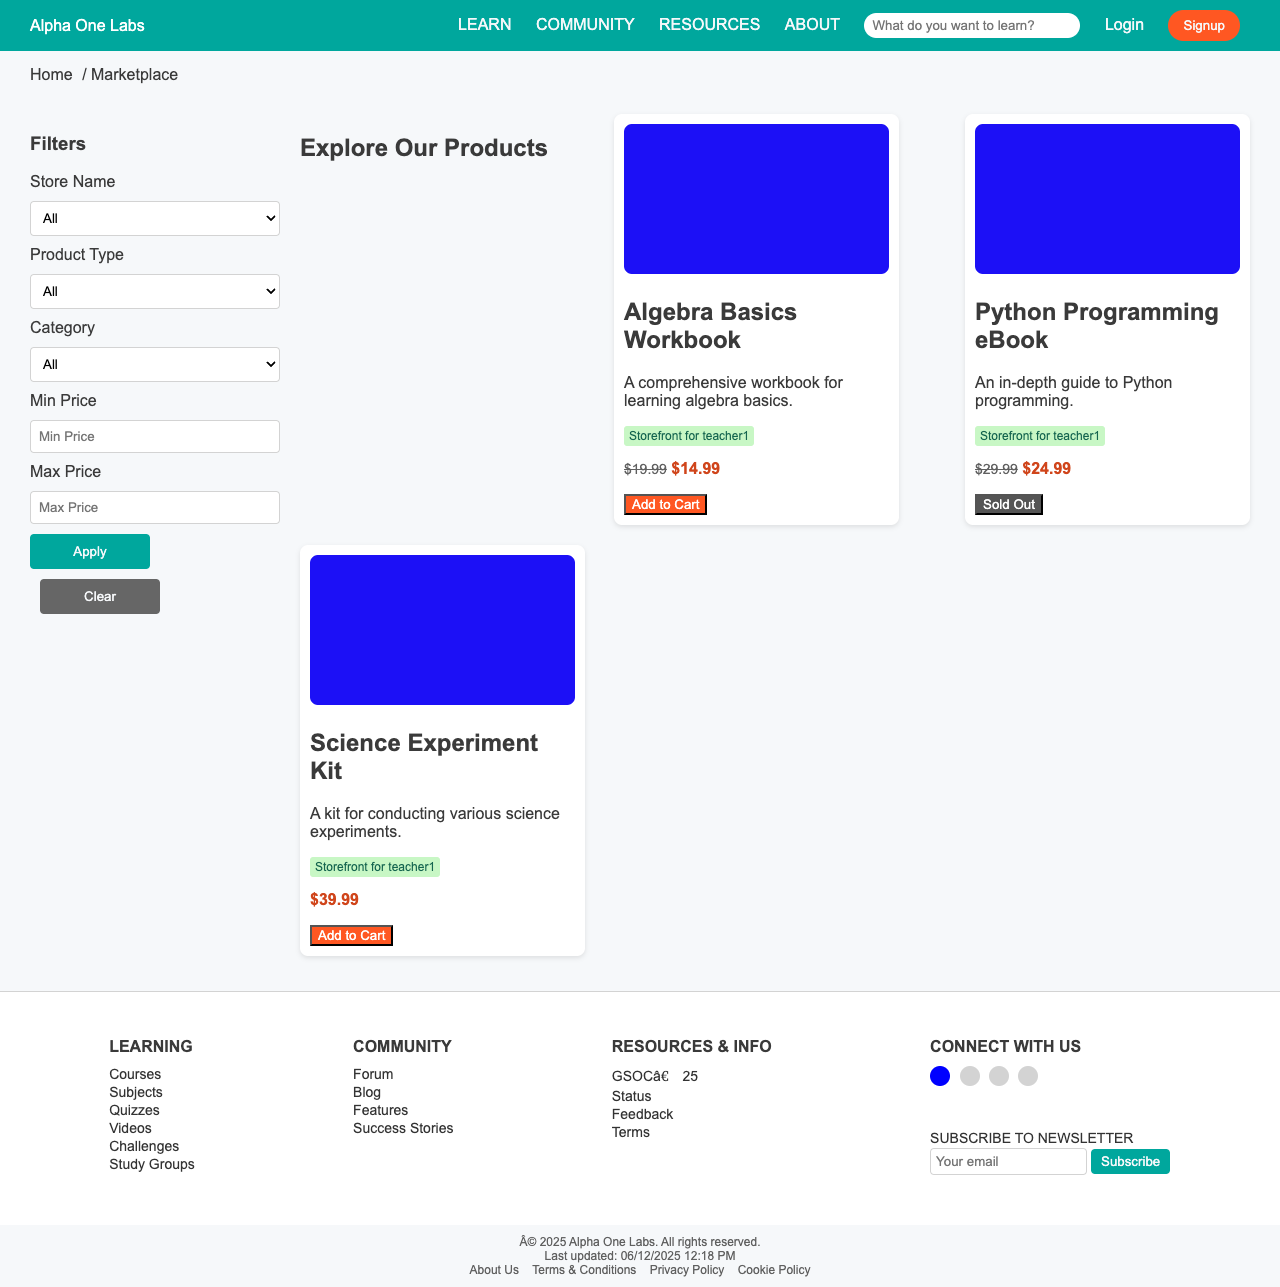 Alpha One Labs
LEARN COMMUNITY RESOURCES ABOUT What do you want to learn? Login Signup
Home / Marketplace
Filters
Store Name
All
Product Type
All
Category
All
Min Price
Min Price
Max Price
Max Price
Apply
Clear
Explore Our Products
Algebra Basics
Workbook
A comprehensive workbook for
learning algebra basics.
Storefront for teacher1
$19.99 $14.99
Add to Cart
Python Programming
eBook
An in-depth guide to Python
programming.
Storefront for teacher1
$29.99 $24.99
Sold Out
Science Experiment
Kit
A kit for conducting various science
experiments.
Storefront for teacher1
$39.99
Add to Cart
LEARNING
Courses
Subjects
Quizzes
Videos
Challenges
Study Groups
COMMUNITY
Forum
Blog
Features
Success Stories
RESOURCES & INFO
GSOCâ€ 25
Status
Feedback
Terms
CONNECT WITH US
SUBSCRIBE TO NEWSLETTER
Your email Subscribe
Â© 2025 Alpha One Labs. All rights reserved.
Last updated: 06/12/2025 12:18 PM
About Us Terms & Conditions Privacy Policy Cookie Policy